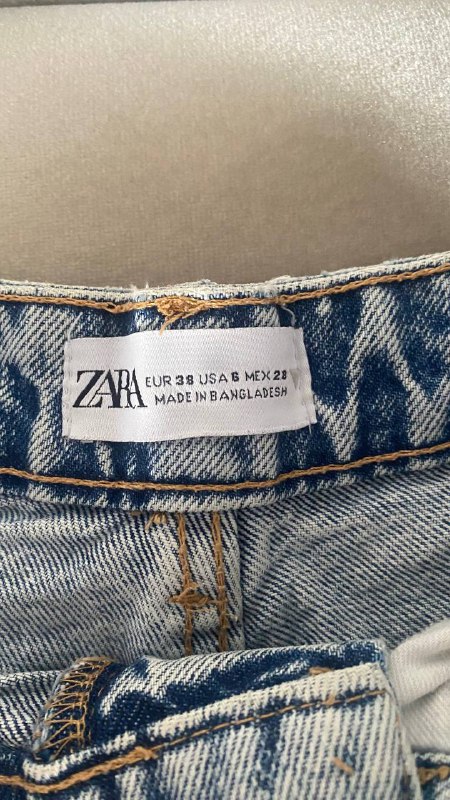 ZARA
EUR 38 USA 6 MEX 28
MADE IN BANGLADESH